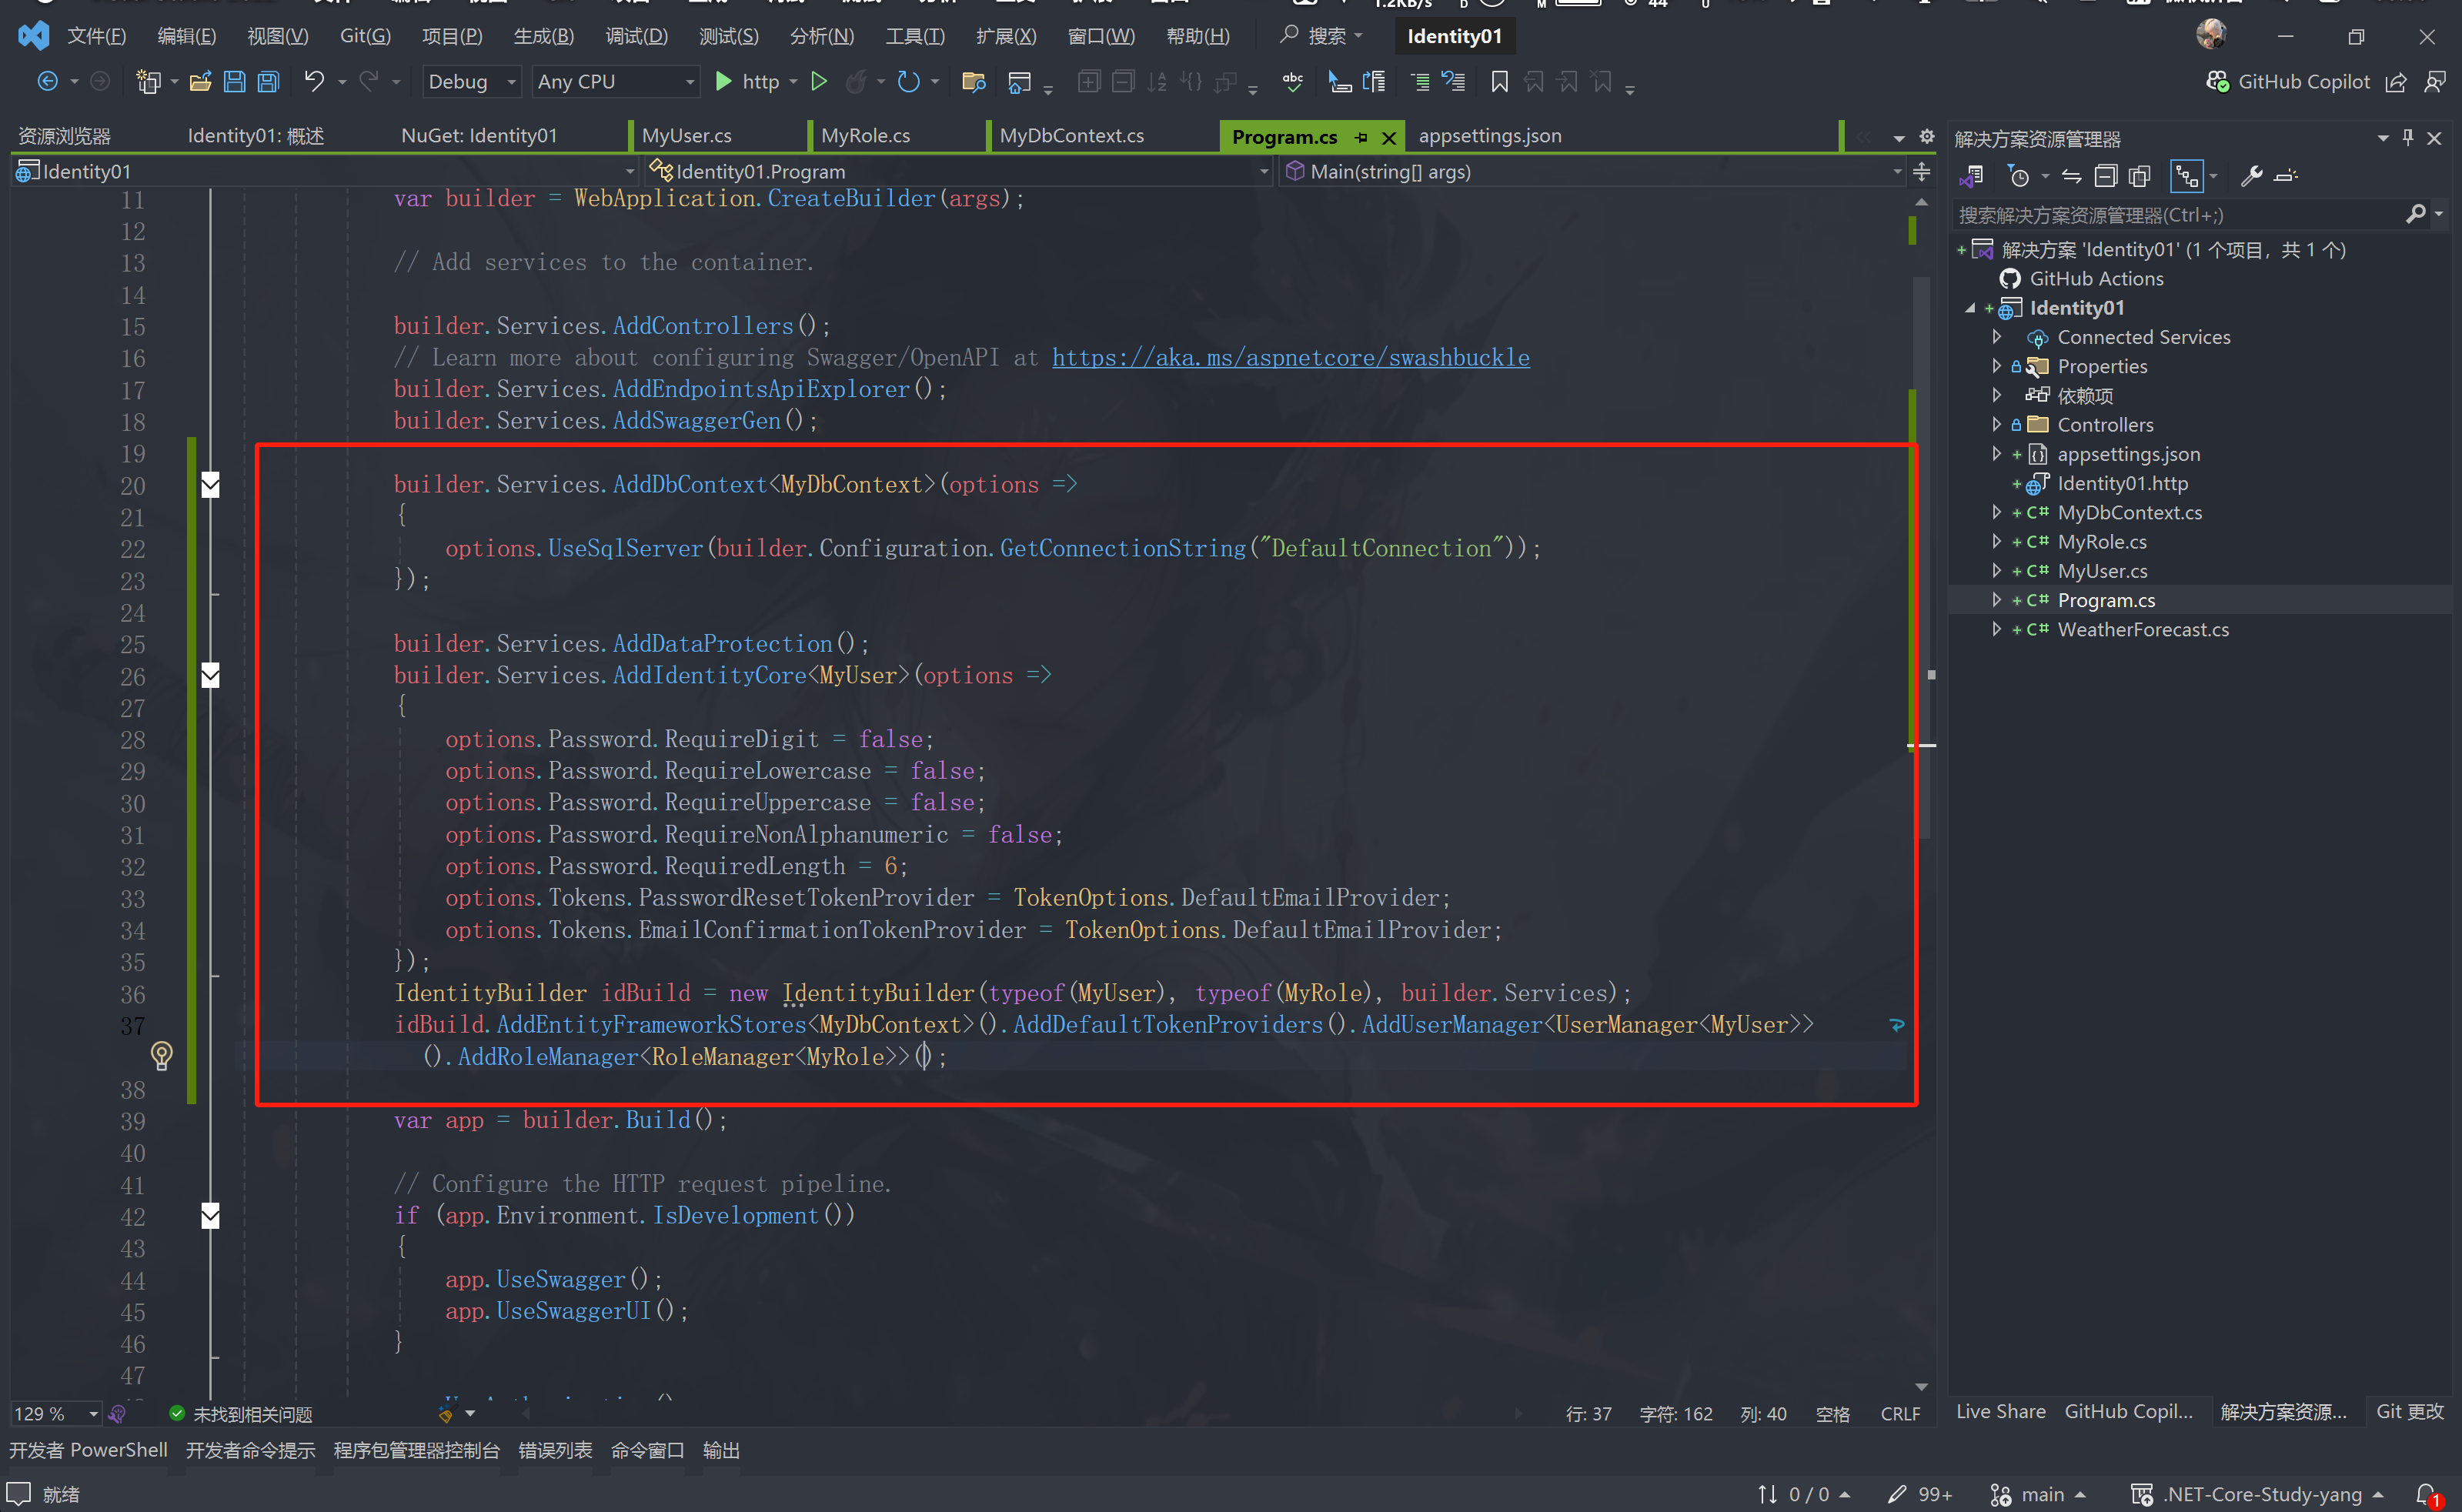 文件(F) 编辑(E) 视图(V) Git(G) 项目(P) 生成(B) 调试(D) 测试(S) 分析(N) 工具(T) 扩展(X) 窗口(W) 帮助(H) 搜索 Identity01
Debug Any CPU http GitHub Copilot
资源浏览器 Identity01: 概述 NuGet: Identity01 MyUser.cs MyRole.cs MyDbContext.cs Program.cs appsettings.json
Identity01 Identity01.Program Main(string[] args)
11 var builder = WebApplication.CreateBuilder(args);
12
13 // Add services to the container.
14
15 builder.Services.AddControllers();
16 // Learn more about configuring Swagger/OpenAPI at https://aka.ms/aspnetcore/swashbuckle
17 builder.Services.AddEndpointsApiExplorer();
18 builder.Services.AddSwaggerGen();
19
20 builder.Services.AddDbContext<MyDbContext>(options =>
21 {
22 options.UseSqlServer(builder.Configuration.GetConnectionString("DefaultConnection"));
23 });
24
25 builder.Services.AddDataProtection();
26 builder.Services.AddIdentityCore<MyUser>(options =>
27 {
28 options.Password.RequireDigit = false;
29 options.Password.RequireLowercase = false;
30 options.Password.RequireUppercase = false;
31 options.Password.RequireNonAlphanumeric = false;
32 options.Password.RequiredLength = 6;
33 options.Tokens.PasswordResetTokenProvider = TokenOptions.DefaultEmailProvider;
34 options.Tokens.EmailConfirmationTokenProvider = TokenOptions.DefaultEmailProvider;
35 });
36 IdentityBuilder idBuild = new IdentityBuilder(typeof(MyUser), typeof(MyRole), builder.Services);
37 idBuild.AddEntityFrameworkStores<MyDbContext>().AddDefaultTokenProviders().AddUserManager<UserManager<MyUser>>
().AddRoleManager<RoleManager<MyRole>>();
38
39 var app = builder.Build();
40
41 // Configure the HTTP request pipeline.
42 if (app.Environment.IsDevelopment())
43 {
44 app.UseSwagger();
45 app.UseSwaggerUI();
46 }
47
129 % 未找到相关问题 行: 37 字符: 162 列: 40 空格 CRLF
解决方案资源管理器
搜索解决方案资源管理器(Ctrl+;)
解决方案 'Identity01' (1 个项目，共 1 个)
GitHub Actions
Identity01
Connected Services
Properties
依赖项
Controllers
appsettings.json
Identity01.http
C# MyDbContext.cs
C# MyRole.cs
C# MyUser.cs
C# Program.cs
C# WeatherForecast.cs
Live Share GitHub Copil... 解决方案资源... Git 更改
开发者 PowerShell 开发者命令提示 程序包管理器控制台 错误列表 命令窗口 输出
就绪 0 / 0 99+ main .NET-Core-Study-yang 1